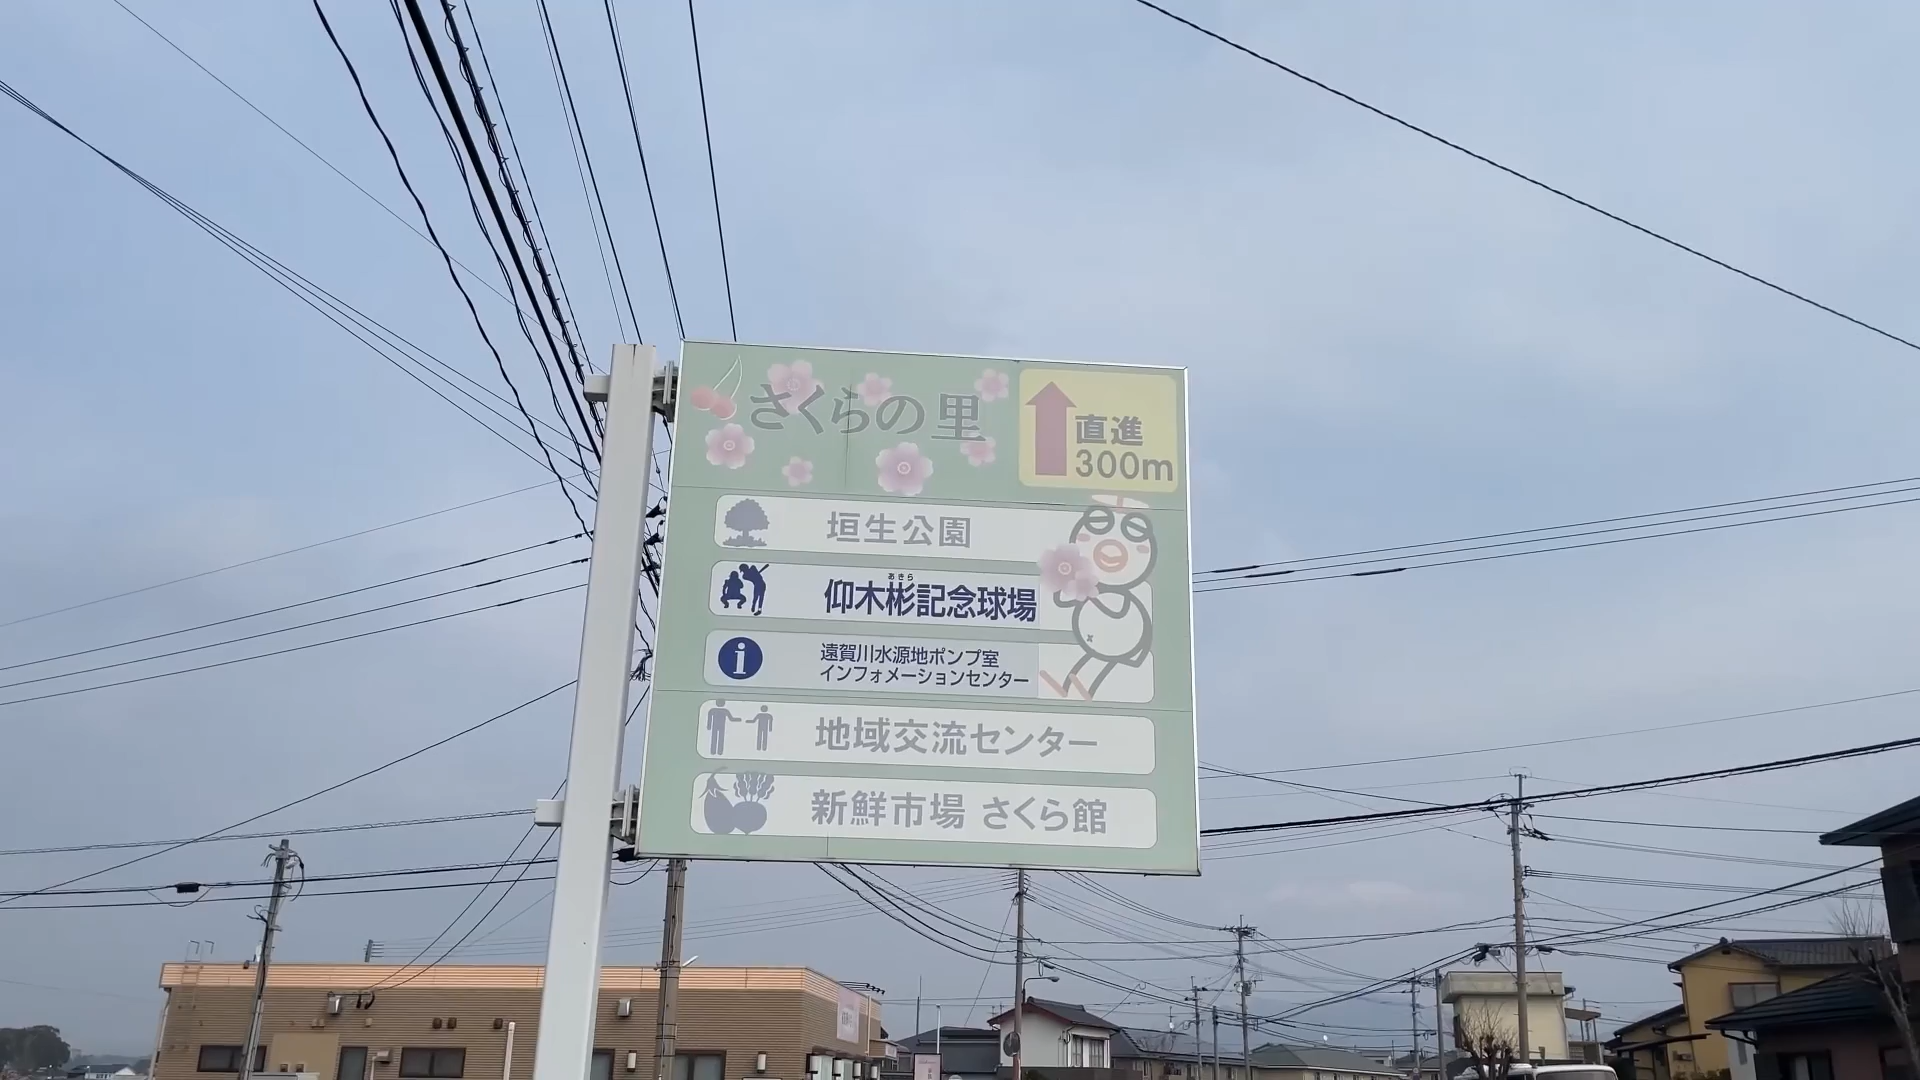 さくらの里
直進
300m
垣生公園
あきら
仰木彬記念球場
遠賀川水源地ポンプ室
インフォメーションセンター
地域交流センター
新鮮市場 さくら館